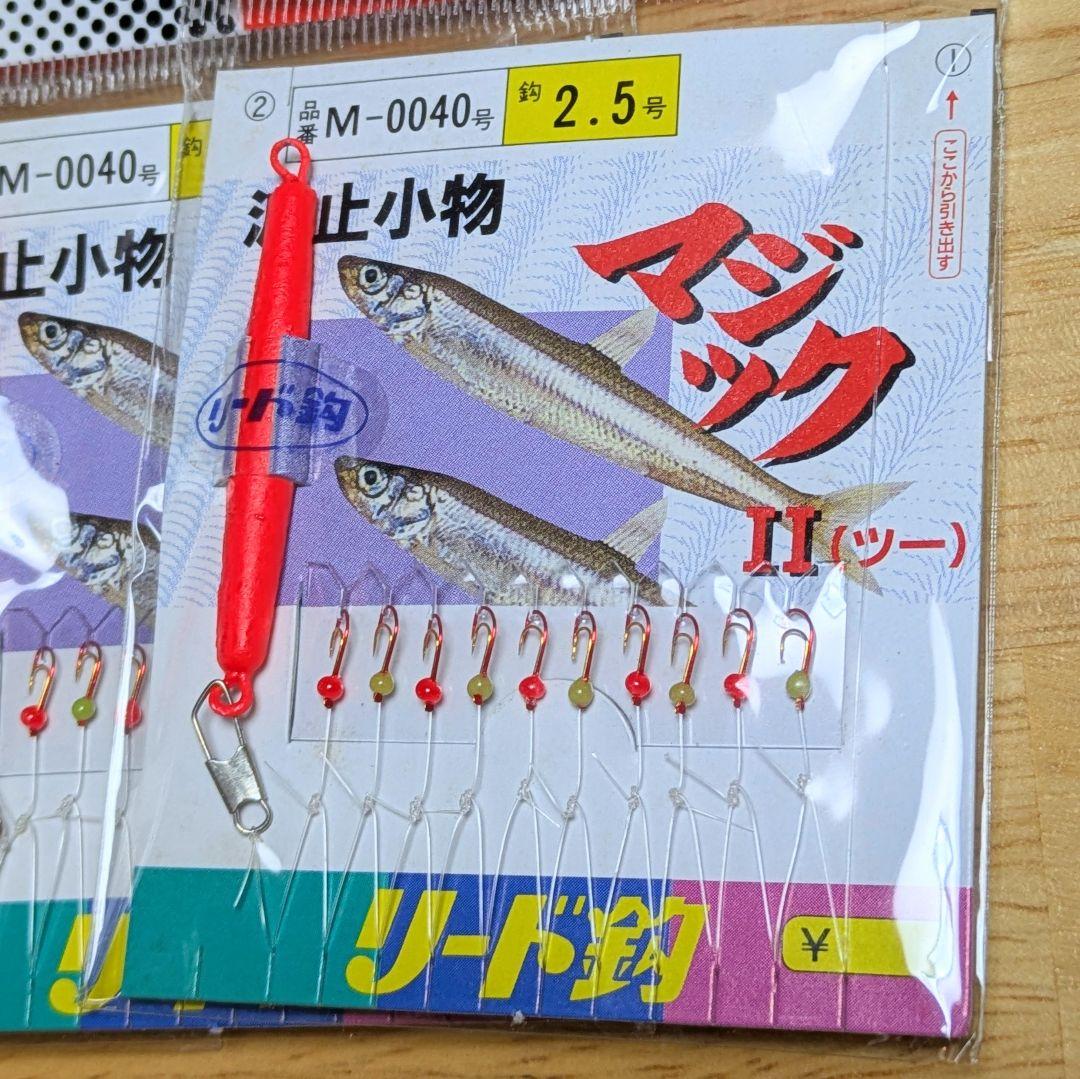 ② 品番 M-0040号 鈎 2.5号
止小物
マジック
II(ツー)
①
ここから引き出す
リード鈎
リード鈎
¥
M-0040号 鈎
止小物
リ